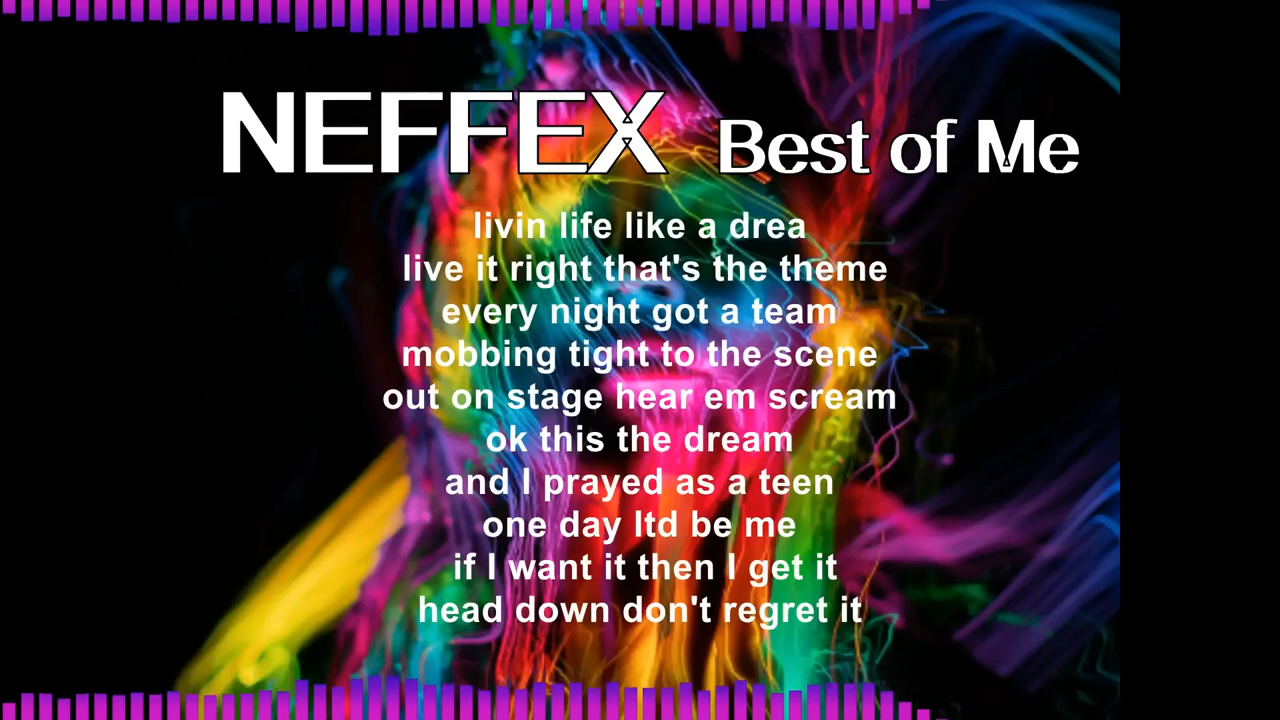 NEFFEX Best of Me
livin life like a drea
live it right that's the theme
every night got a team
mobbing tight to the scene
out on stage hear em scream
ok this the dream
and I prayed as a teen
one day Itd be me
if I want it then I get it
head down don't regret it